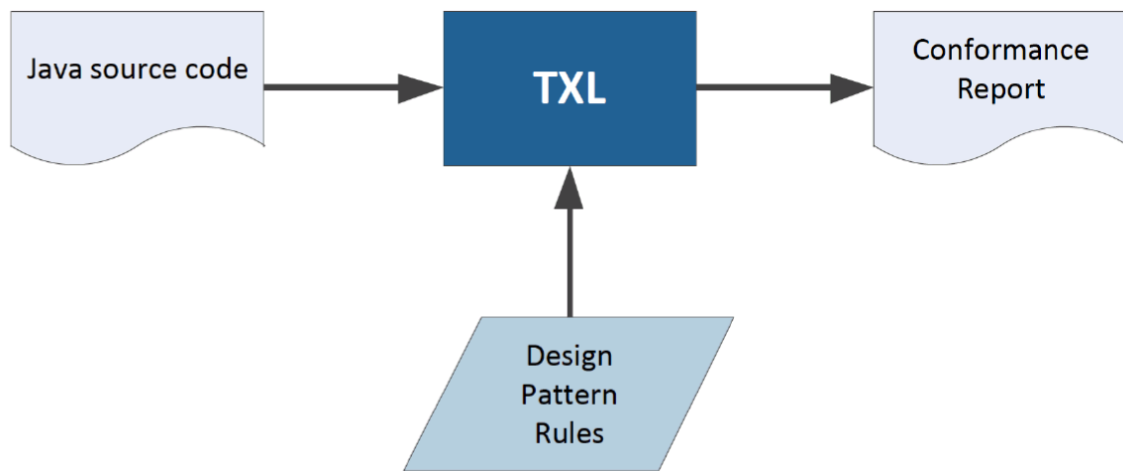 Java source code
TXL
Conformance
Report
Design
Pattern
Rules